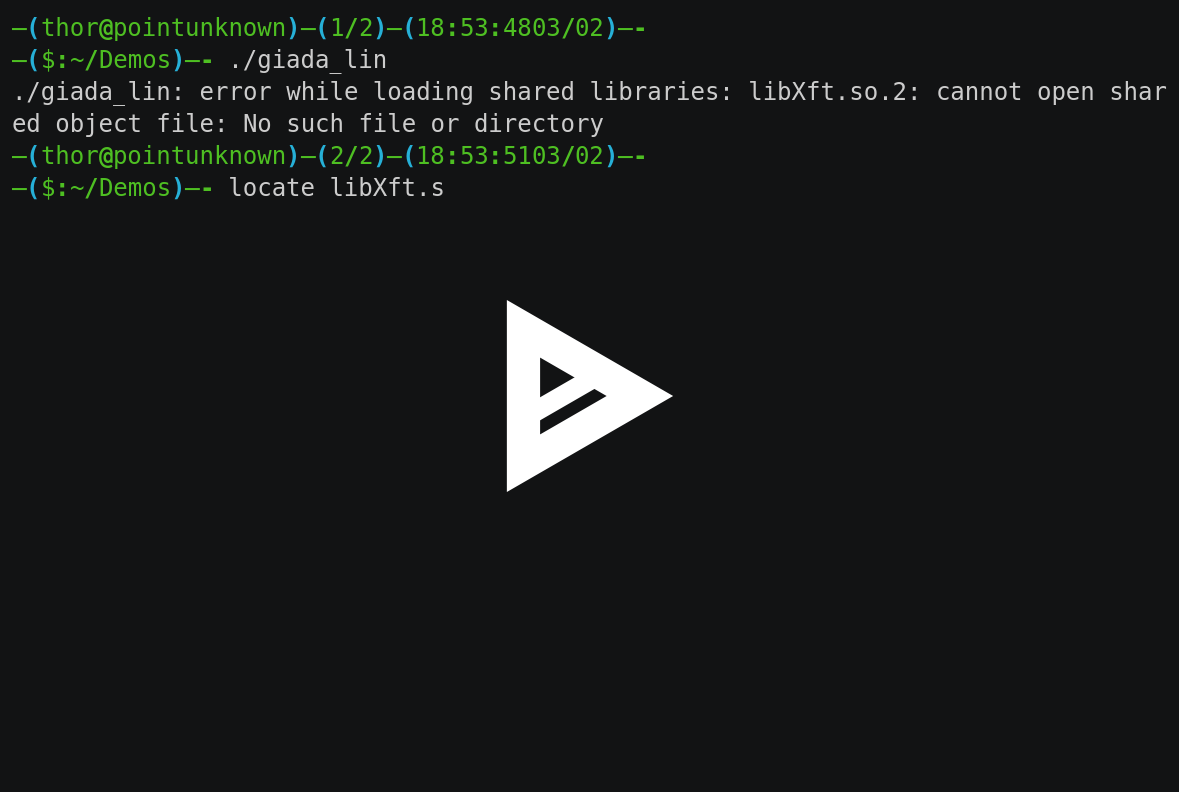 —(thor@pointunknown)—(1/2)—(18:53:4803/02)—-
—($:~/Demos)—- ./giada_lin
./giada_lin: error while loading shared libraries: libXft.so.2: cannot open shar
ed object file: No such file or directory
—(thor@pointunknown)—(2/2)—(18:53:5103/02)—-
—($:~/Demos)—- locate libXft.s